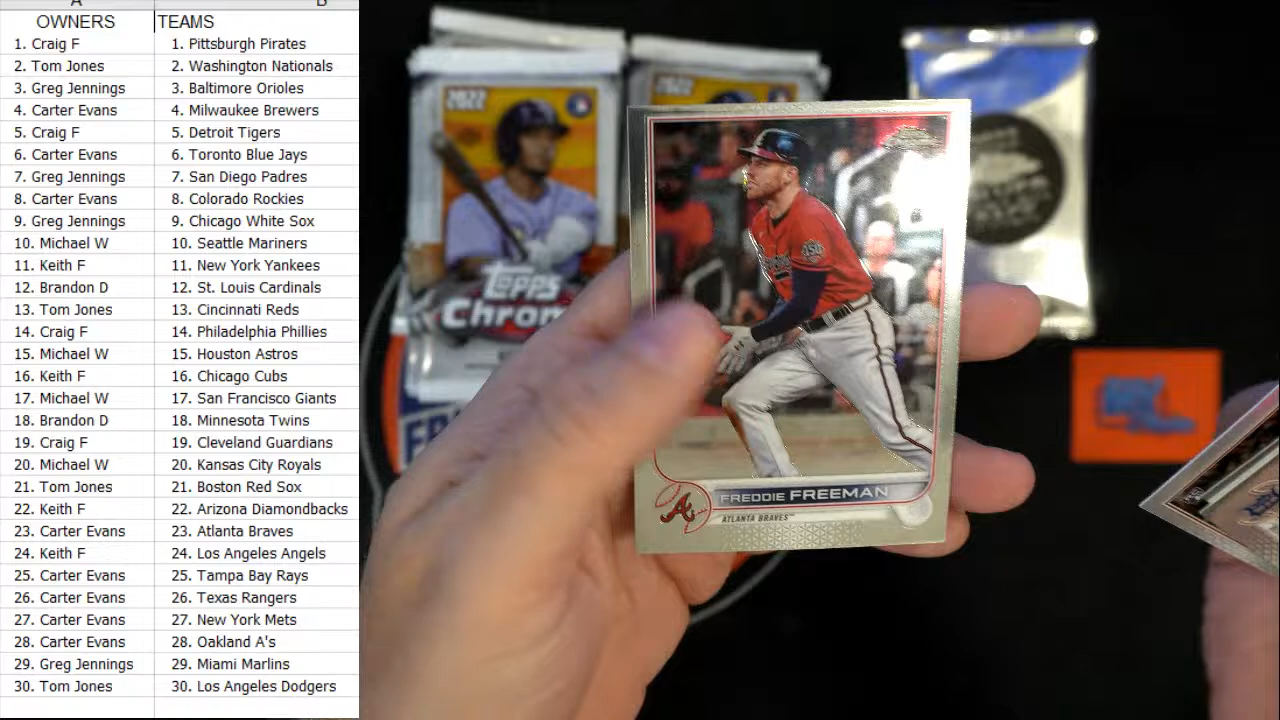 A B
OWNERS TEAMS
1. Craig F 1. Pittsburgh Pirates
2. Tom Jones 2. Washington Nationals
3. Greg Jennings 3. Baltimore Orioles
4. Carter Evans 4. Milwaukee Brewers
5. Craig F 5. Detroit Tigers
6. Carter Evans 6. Toronto Blue Jays
7. Greg Jennings 7. San Diego Padres
8. Carter Evans 8. Colorado Rockies
9. Greg Jennings 9. Chicago White Sox
10. Michael W 10. Seattle Mariners
11. Keith F 11. New York Yankees
12. Brandon D 12. St. Louis Cardinals
13. Tom Jones 13. Cincinnati Reds
14. Craig F 14. Philadelphia Phillies
15. Michael W 15. Houston Astros
16. Keith F 16. Chicago Cubs
17. Michael W 17. San Francisco Giants
18. Brandon D 18. Minnesota Twins
19. Craig F 19. Cleveland Guardians
20. Michael W 20. Kansas City Royals
21. Tom Jones 21. Boston Red Sox
22. Keith F 22. Arizona Diamondbacks
23. Carter Evans 23. Atlanta Braves
24. Keith F 24. Los Angeles Angels
25. Carter Evans 25. Tampa Bay Rays
26. Carter Evans 26. Texas Rangers
27. Carter Evans 27. New York Mets
28. Carter Evans 28. Oakland A's
29. Greg Jennings 29. Miami Marlins
30. Tom Jones 30. Los Angeles Dodgers
2022 2022
Topps
Chrom
A
FREDDIE FREEMAN
ATLANTA BRAVES™